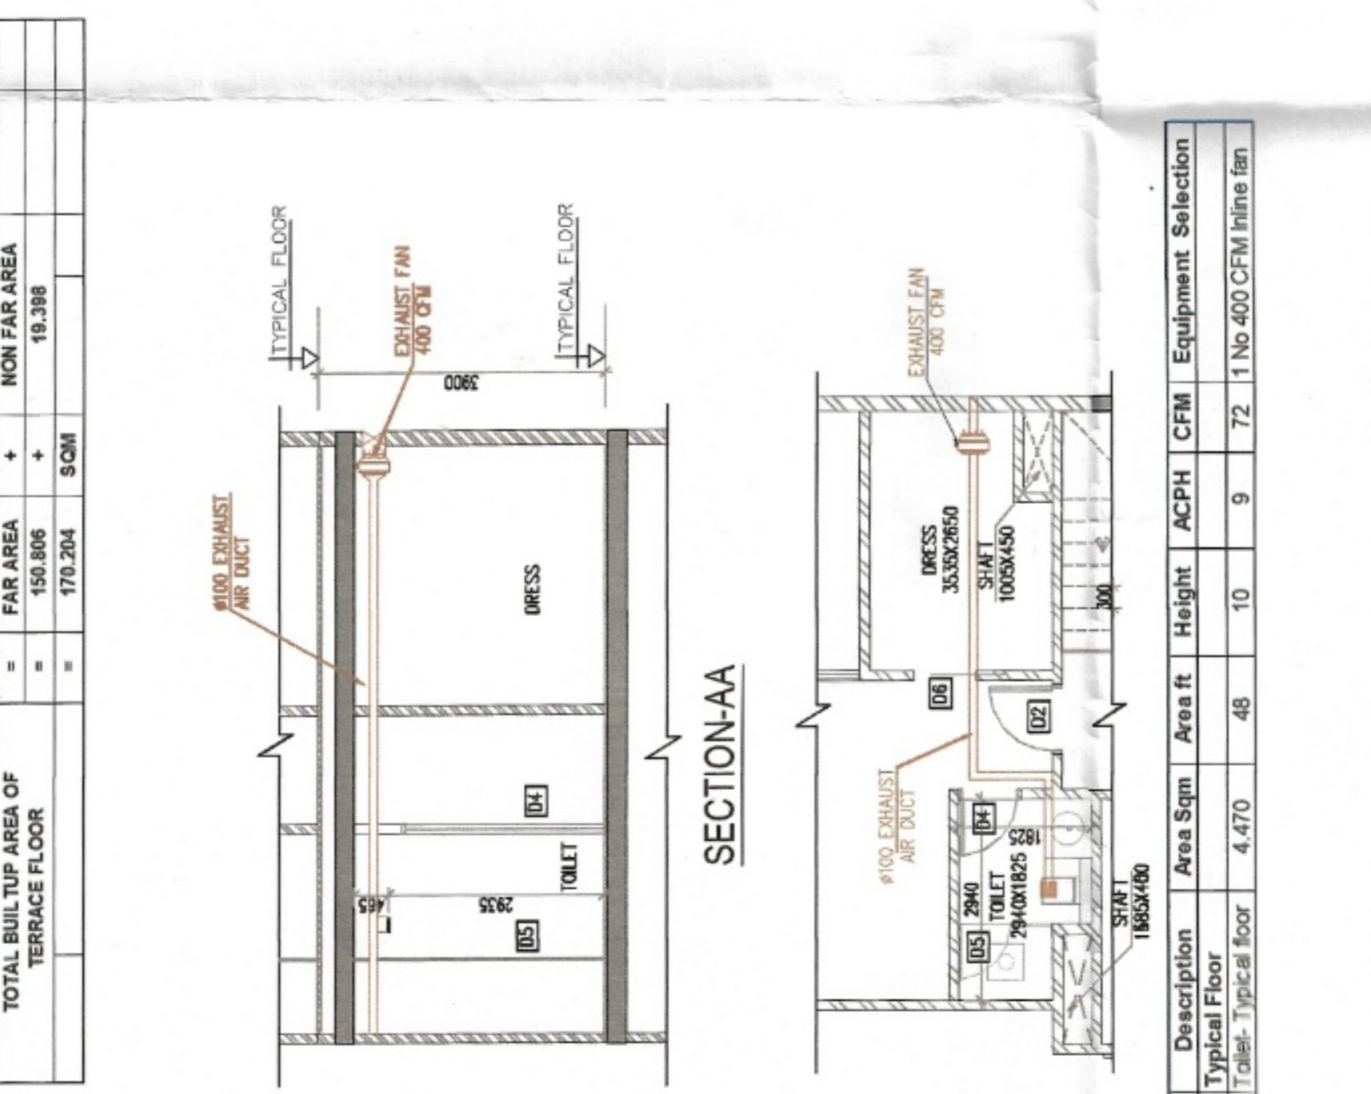 TOTAL BUILTUP AREA OF
TERRACE FLOOR
= FAR AREA + NON FAR AREA
= 150.806 + 19.398
= 170.204 SQM
TYPICAL FLOOR
TYPICAL FLOOR
EXHAUST FAN
400 CFM
3900
ø100 EXHAUST
AIR DUCT
DRESS
D4
TOILET
465
2935
D5
SECTION-AA
EXHAUST FAN
400 CFM
DRESS
3535X2650
SHAFT
1005X450
300
D6
D2
ø100 EXHAUST
AIR DUCT
D4
1825
2940
TOILET
2940X1825
D5
SHAFT
Description Area Sqm Area ft Height ACPH CFM Equipment Selection
Typical Floor
Toilet- Typical floor 4.470 48 10 9 72 1 No 400 CFM Inline fan